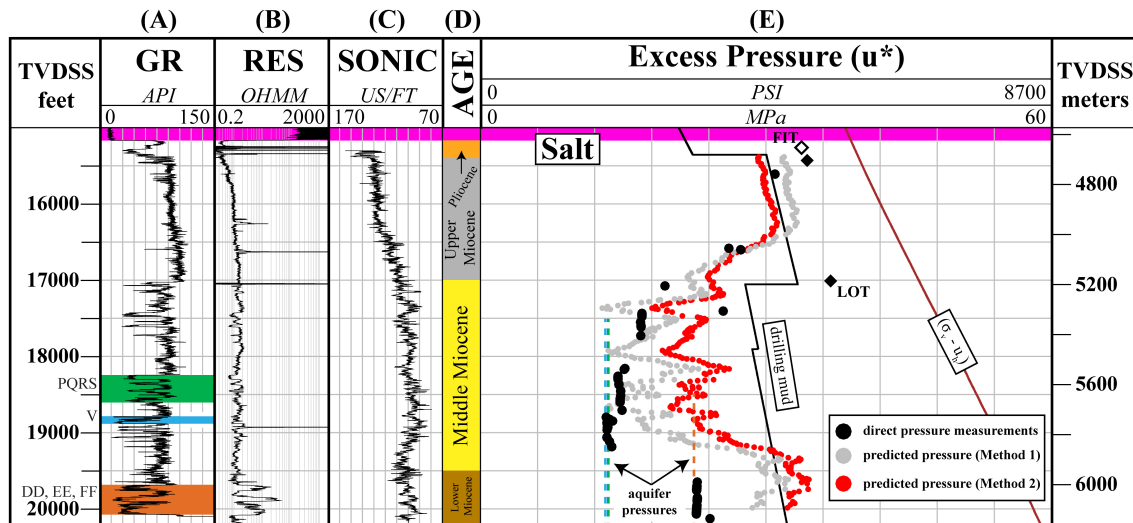 (A)
(B)
(C)
(D)
(E)
TVDSS
feet
GR
API
0
150
RES
OHMM
0.2
2000
SONIC
US/FT
170
70
AGE
Excess Pressure (u*)
0
PSI
8700
0
MPa
60
TVDSS
meters
Salt
FIT
16000
17000
18000
19000
20000
PQRS
V
DD, EE, FF
Pliocene
Upper
Miocene
Middle Miocene
Lower
Miocene
LOT
drilling mud
(σv - uh)
aquifer
pressures
direct pressure measurements
predicted pressure (Method 1)
predicted pressure (Method 2)
4800
5200
5600
6000